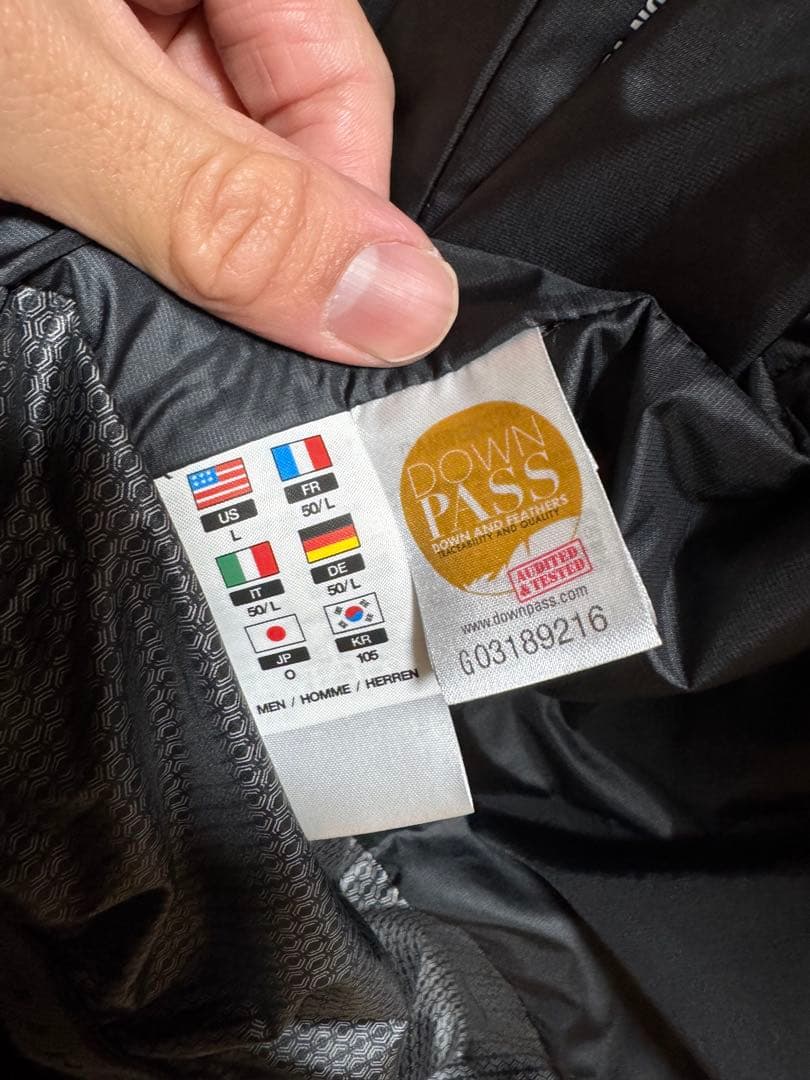 US
L
FR
50/L
IT
50/L
DE
50/L
JP
O
KR
105
MEN / HOMME / HERREN
DOWN
PASS
DOWN AND FEATHERS
TRACEABILITY AND QUALITY
AUDITED
& TESTED
www.downpass.com
G03189216